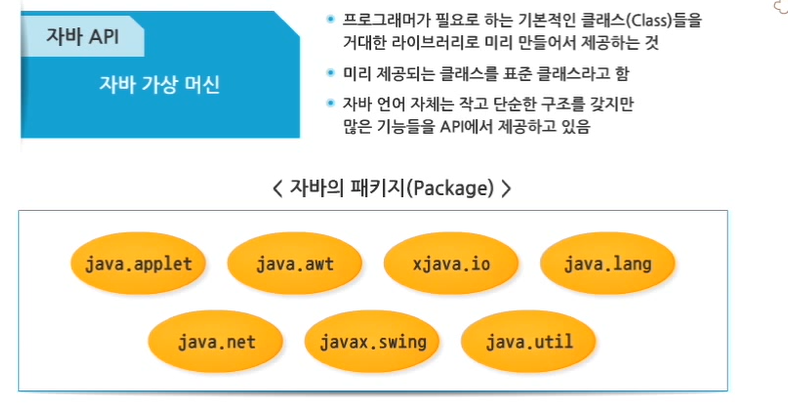 자바 API
자바 가상 머신
프로그래머가 필요로 하는 기본적인 클래스(Class)들을
거대한 라이브러리로 미리 만들어서 제공하는 것
미리 제공되는 클래스를 표준 클래스라고 함
자바 언어 자체는 작고 단순한 구조를 갖지만
많은 기능들을 API에서 제공하고 있음
< 자바의 패키지(Package) >
java.applet java.awt xjava.io java.lang
java.net javax.swing java.util